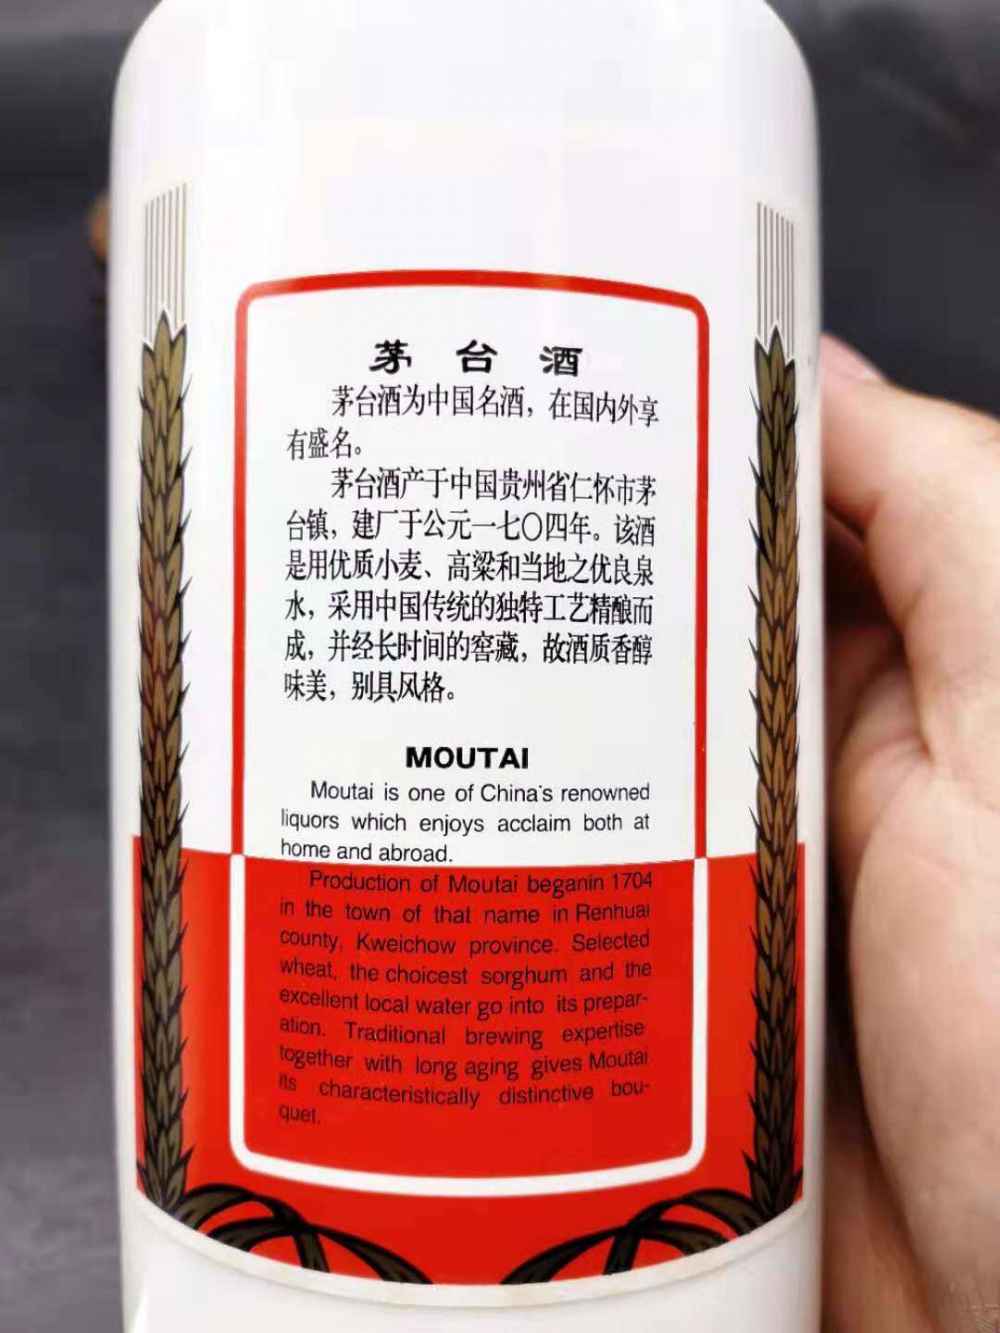 茅台酒
茅台酒为中国名酒，在国内外享
有盛名。
茅台酒产于中国贵州省仁怀市茅
台镇，建厂于公元一七〇四年。该酒
是用优质小麦、高粱和当地之优良泉
水，采用中国传统的独特工艺精酿而
成，并经长时间的窖藏，故酒质香醇
味美，别具风格。
MOUTAI
Moutai is one of China's renowned
liquors which enjoys acclaim both at
home and abroad.
Production of Moutai beganin 1704
in the town of that name in Renhuai
county, Kweichow province. Selected
wheat, the choicest sorghum and the
excellent local water go into its prepar-
ation. Traditional brewing expertise
together with long aging gives Moutai
its characteristically distinctive bou-
quet.